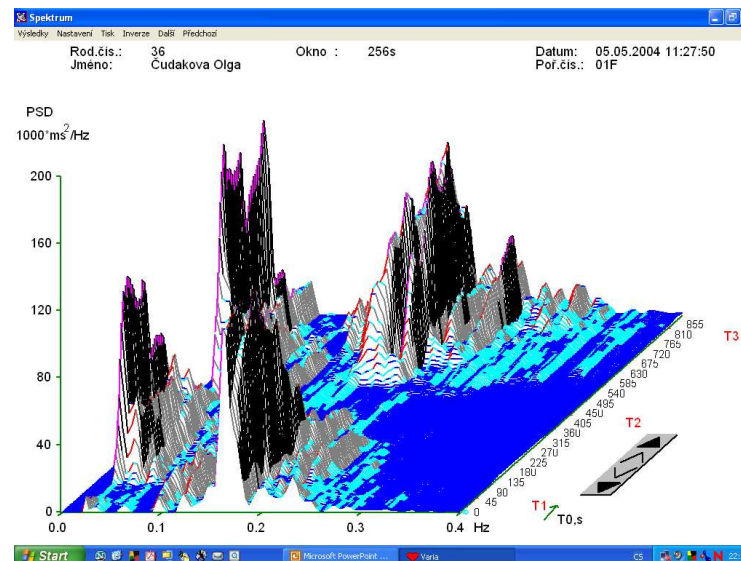 Spektrum
Výsledky Nastavení Tisk Inverze Další Předchozí
Rod.čís.: 36 Okno : 256s Datum: 05.05.2004 11:27:50
Jméno: Čudakova Olga Poř.čís.: 01F
PSD
1000*ms2/Hz
200
160
120
80
40
0
0.0 0.1 0.2 0.3 0.4 Hz
0
45
90
135
180
225
270
315
360
405
450
495
540
585
630
675
720
765
810
855
T1
T2
T3
T0,s
Start Microsoft PowerPoint ... Varia CS N 22: